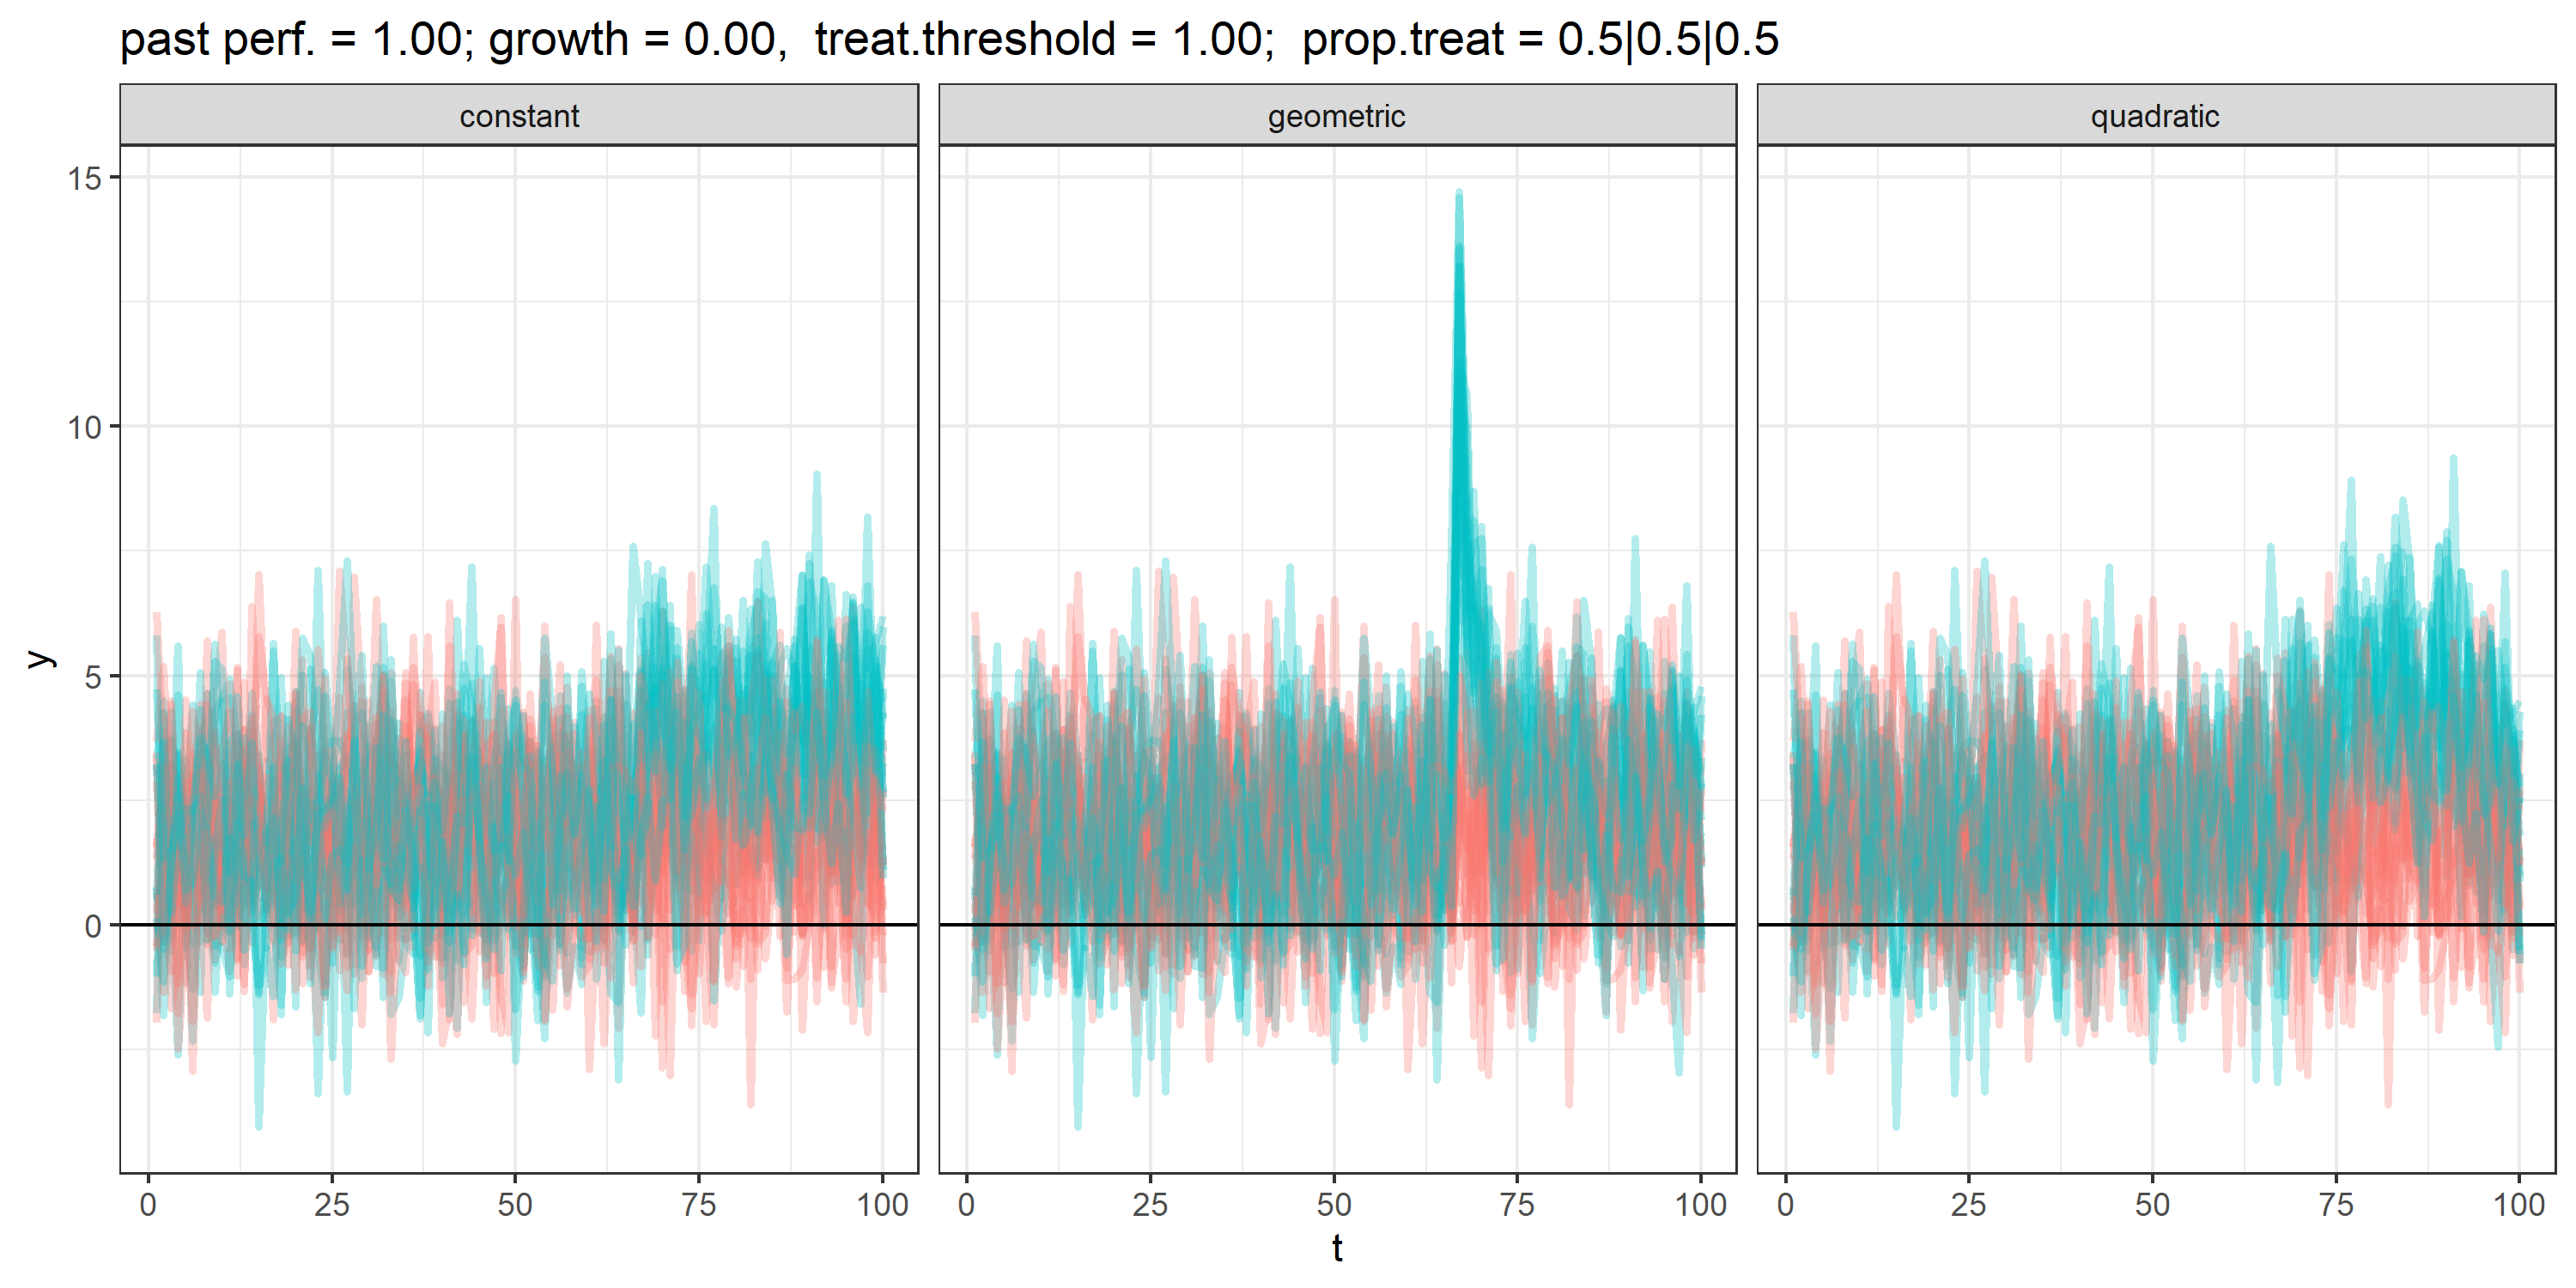 past perf. = 1.00; growth = 0.00,  treat.threshold = 1.00;  prop.treat = 0.5|0.5|0.5
constant geometric quadratic
15
10
5
0
y
0 25 50 75 100 0 25 50 75 100 0 25 50 75 100
t